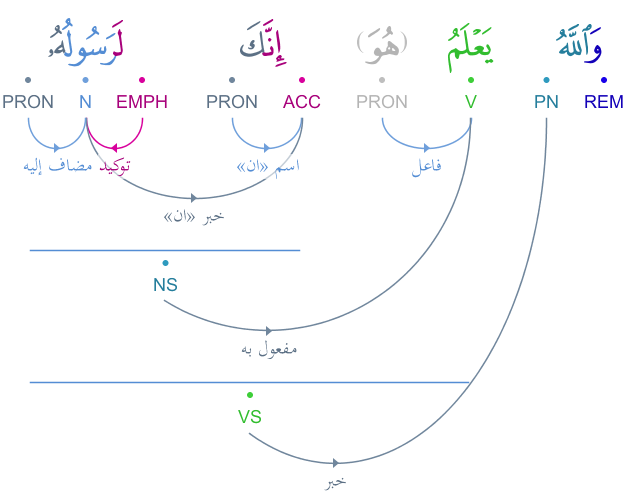 وَٱللَّهُ يَعْلَمُ (هُوَ) إِنَّكَ لَرَسُولُهُۥ
REM PN V PRON ACC PRON EMPH N PRON
فاعل اسم «ان» توكيد مضاف إليه
خبر «ان»
NS
مفعول به
VS
خبر